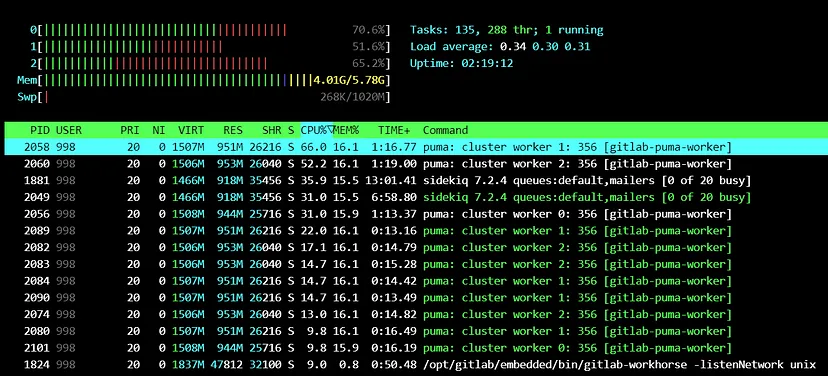 0[|||||||||||||||||||||||||||||||||||||||||||| 70.6%] Tasks: 135, 288 thr; 1 running
1[|||||||||||||||||||||||||||||||| 51.6%] Load average: 0.34 0.30 0.31
2[|||||||||||||||||||||||||||||||||||||||| 65.2%] Uptime: 02:19:12
Mem[|||||||||||||||||||||||||||||||||||||||||||||||||4.01G/5.78G]
Swp[| 268K/1020M]
PID USER PRI NI VIRT RES SHR S CPU%▽MEM% TIME+ Command
2058 998 20 0 1507M 951M 26216 S 66.0 16.1 1:16.77 puma: cluster worker 1: 356 [gitlab-puma-worker]
2060 998 20 0 1506M 953M 26040 S 52.2 16.2 1:19.00 puma: cluster worker 2: 356 [gitlab-puma-worker]
1881 998 20 0 1466M 918M 35456 S 35.9 15.5 13:01.41 sidekiq 7.2.4 queues:default,mailers [0 of 20 busy]
2049 998 20 0 1466M 918M 35456 S 31.0 15.5 6:58.80 sidekiq 7.2.4 queues:default,mailers [0 of 20 busy]
2056 998 20 0 1508M 944M 25716 S 31.0 15.9 1:13.37 puma: cluster worker 0: 356 [gitlab-puma-worker]
2089 998 20 0 1507M 951M 26216 S 22.0 16.1 0:13.16 puma: cluster worker 1: 356 [gitlab-puma-worker]
2082 998 20 0 1506M 953M 26040 S 17.1 16.1 0:14.79 puma: cluster worker 2: 356 [gitlab-puma-worker]
2083 998 20 0 1506M 953M 26040 S 14.7 16.1 0:15.28 puma: cluster worker 2: 356 [gitlab-puma-worker]
2084 998 20 0 1507M 951M 26216 S 14.7 16.1 0:14.42 puma: cluster worker 1: 356 [gitlab-puma-worker]
2090 998 20 0 1507M 951M 26216 S 14.7 16.1 0:13.49 puma: cluster worker 1: 356 [gitlab-puma-worker]
2074 998 20 0 1506M 953M 26040 S 13.0 16.1 0:14.82 puma: cluster worker 2: 356 [gitlab-puma-worker]
2080 998 20 0 1507M 951M 26216 S 9.8 16.1 0:16.49 puma: cluster worker 1: 356 [gitlab-puma-worker]
2101 998 20 0 1508M 944M 25716 S 9.8 15.9 0:16.19 puma: cluster worker 0: 356 [gitlab-puma-worker]
1824 998 20 0 1837M 47812 32100 S 9.0 0.8 0:50.48 /opt/gitlab/embedded/bin/gitlab-workhorse -listenNetwork unix